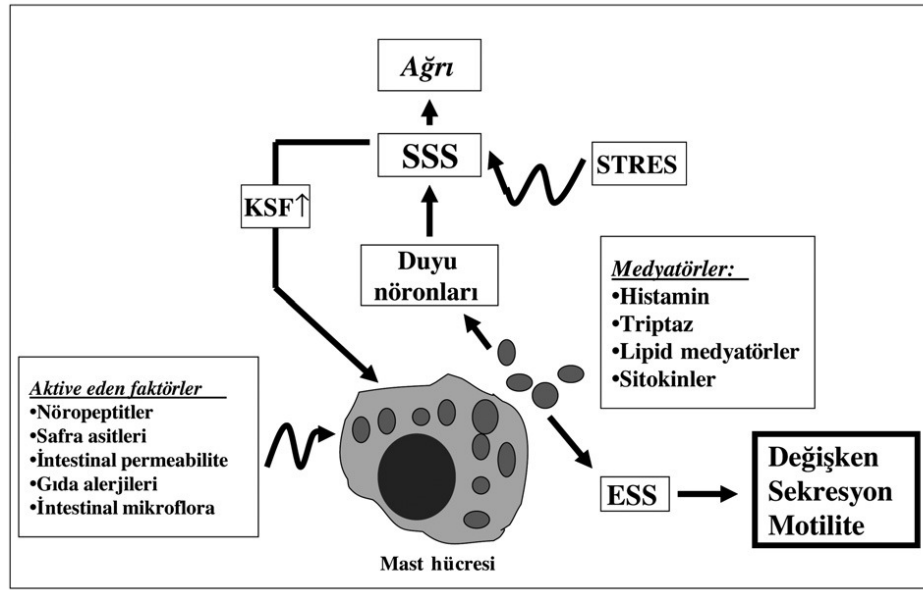 Ağrı
SSS
STRES
KSF↑
Duyu
nöronları
Medyatörler:
•Histamin
•Triptaz
•Lipid medyatörler
•Sitokinler
Aktive eden faktörler
•Nöropeptitler
•Safra asitleri
•İntestinal permeabilite
•Gıda alerjileri
•İntestinal mikroflora
ESS
Değişken
Sekresyon
Motilite
Mast hücresi